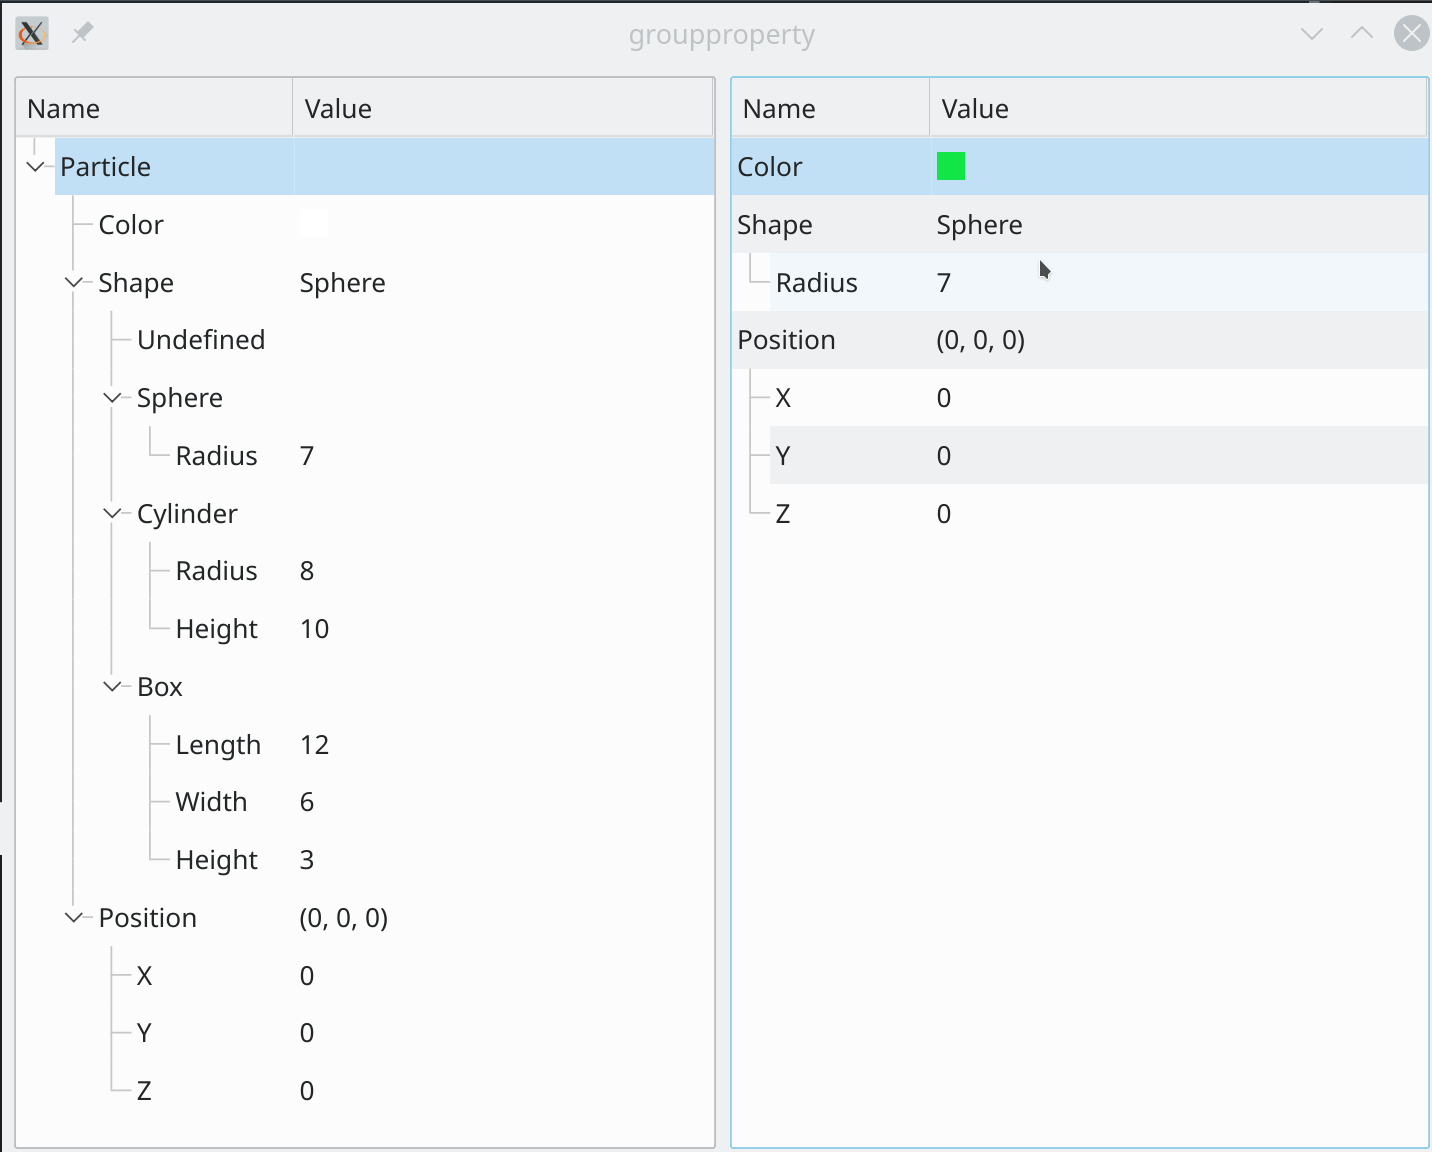 groupproperty
Name Value
Particle
Color
Shape Sphere
Undefined
Sphere
Radius 7
Cylinder
Radius 8
Height 10
Box
Length 12
Width 6
Height 3
Position (0, 0, 0)
X 0
Y 0
Z 0
Name Value
Color
Shape Sphere
Radius 7
Position (0, 0, 0)
X 0
Y 0
Z 0